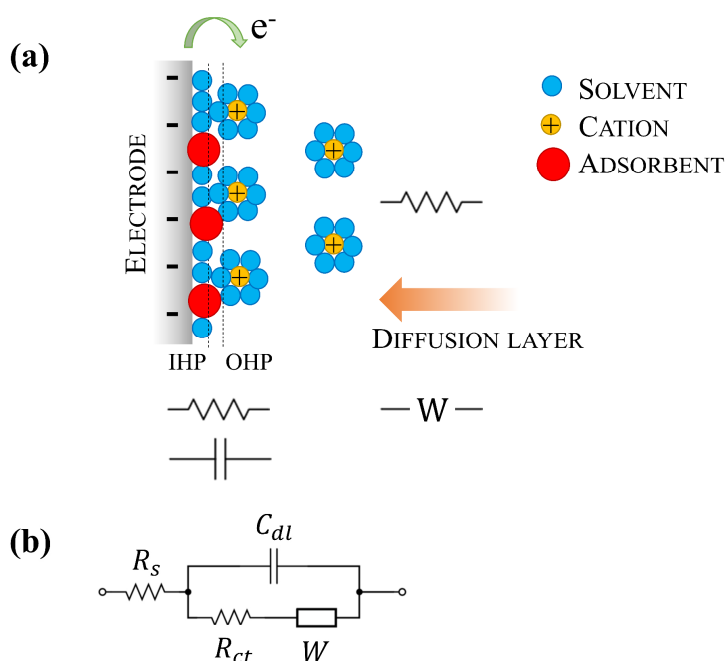 (a)
e-
SOLVENT
CATION
ADSORBENT
ELECTRODE
DIFFUSION LAYER
IHP OHP
W
(b)
Cdl
Rs
Rct W